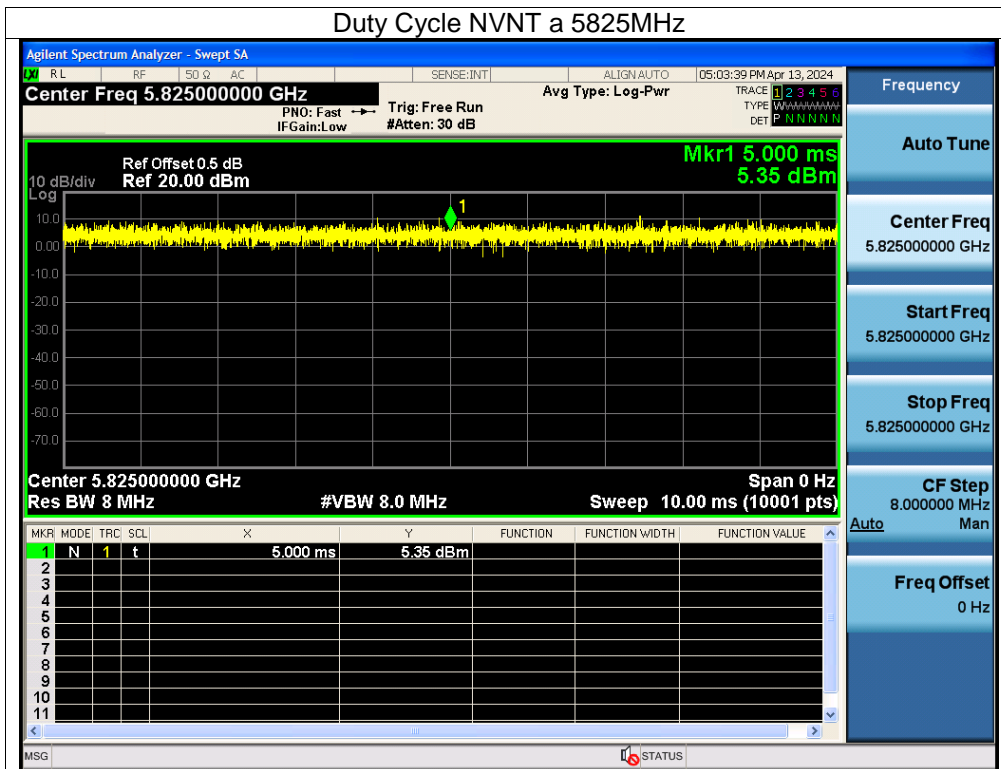 Duty Cycle NVNT a 5825MHz
Agilent Spectrum Analyzer - Swept SA
LXI RL RF 50 Ω AC SENSE:INT ALIGN AUTO 05:03:39 PM Apr 13, 2024
Center Freq 5.825000000 GHz
PNO: Fast
IFGain:Low
Trig: Free Run
#Atten: 30 dB
Avg Type: Log-Pwr
TRACE 1 2 3 4 5 6
TYPE
DET P N N N N N
Ref Offset 0.5 dB
10 dB/div Ref 20.00 dBm
Log
Mkr1 5.000 ms
5.35 dBm
1
10.0
0.00
-10.0
-20.0
-30.0
-40.0
-50.0
-60.0
-70.0
Center 5.825000000 GHz Span 0 Hz
Res BW 8 MHz #VBW 8.0 MHz Sweep 10.00 ms (10001 pts)
MKR MODE TRC SCL X Y FUNCTION FUNCTION WIDTH FUNCTION VALUE
1 N 1 t 5.000 ms 5.35 dBm
2
3
4
5
6
7
8
9
10
11
MSG STATUS
Frequency
Auto Tune
Center Freq
5.825000000 GHz
Start Freq
5.825000000 GHz
Stop Freq
5.825000000 GHz
CF Step
8.000000 MHz
Auto Man
Freq Offset
0 Hz